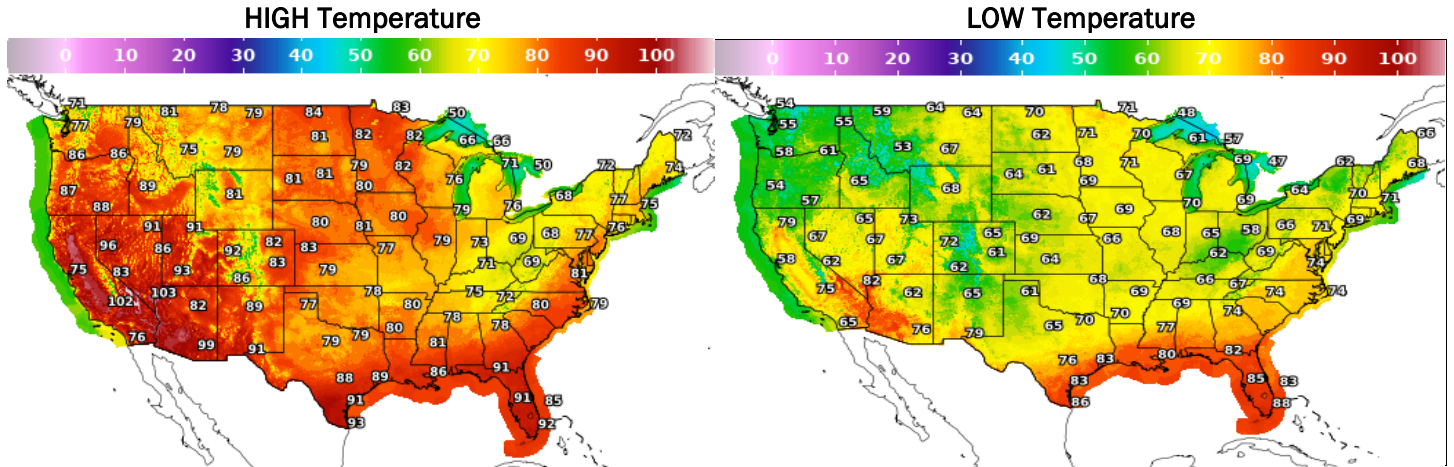 HIGH Temperature LOW Temperature
0 10 20 30 40 50 60 70 80 90 100 0 10 20 30 40 50 60 70 80 90 100
71 81 78 79 84 83 50 54 59 64 64 70 71 48
77 79 81 82 82 66 66 72 55 55 62 71 70 61 57 66
86 86 75 79 79 82 71 50 72 74 58 61 53 67 68 71 69 47 62 68
87 89 81 81 81 80 76 68 77 75 54 65 68 64 61 69 67 64 70 71
88 80 80 79 76 57 62 69 70 69
91 91 81 79 73 69 68 77 76 79 65 73 67 68 65 58 66 71 69
96 86 92 82 83 77 67 67 72 65 69 66
75 83 93 86 83 79 71 69 81 58 62 67 62 61 64 62 74
102 103 82 89 77 78 80 75 72 80 79 75 82 62 65 61 68 69 66 67 74 74
76 99 91 79 79 80 78 81 78 65 76 79 65 70 70 77 69 74
88 89 86 91 76 83 80 82
91 91 85 83 85 83
93 92 86 88